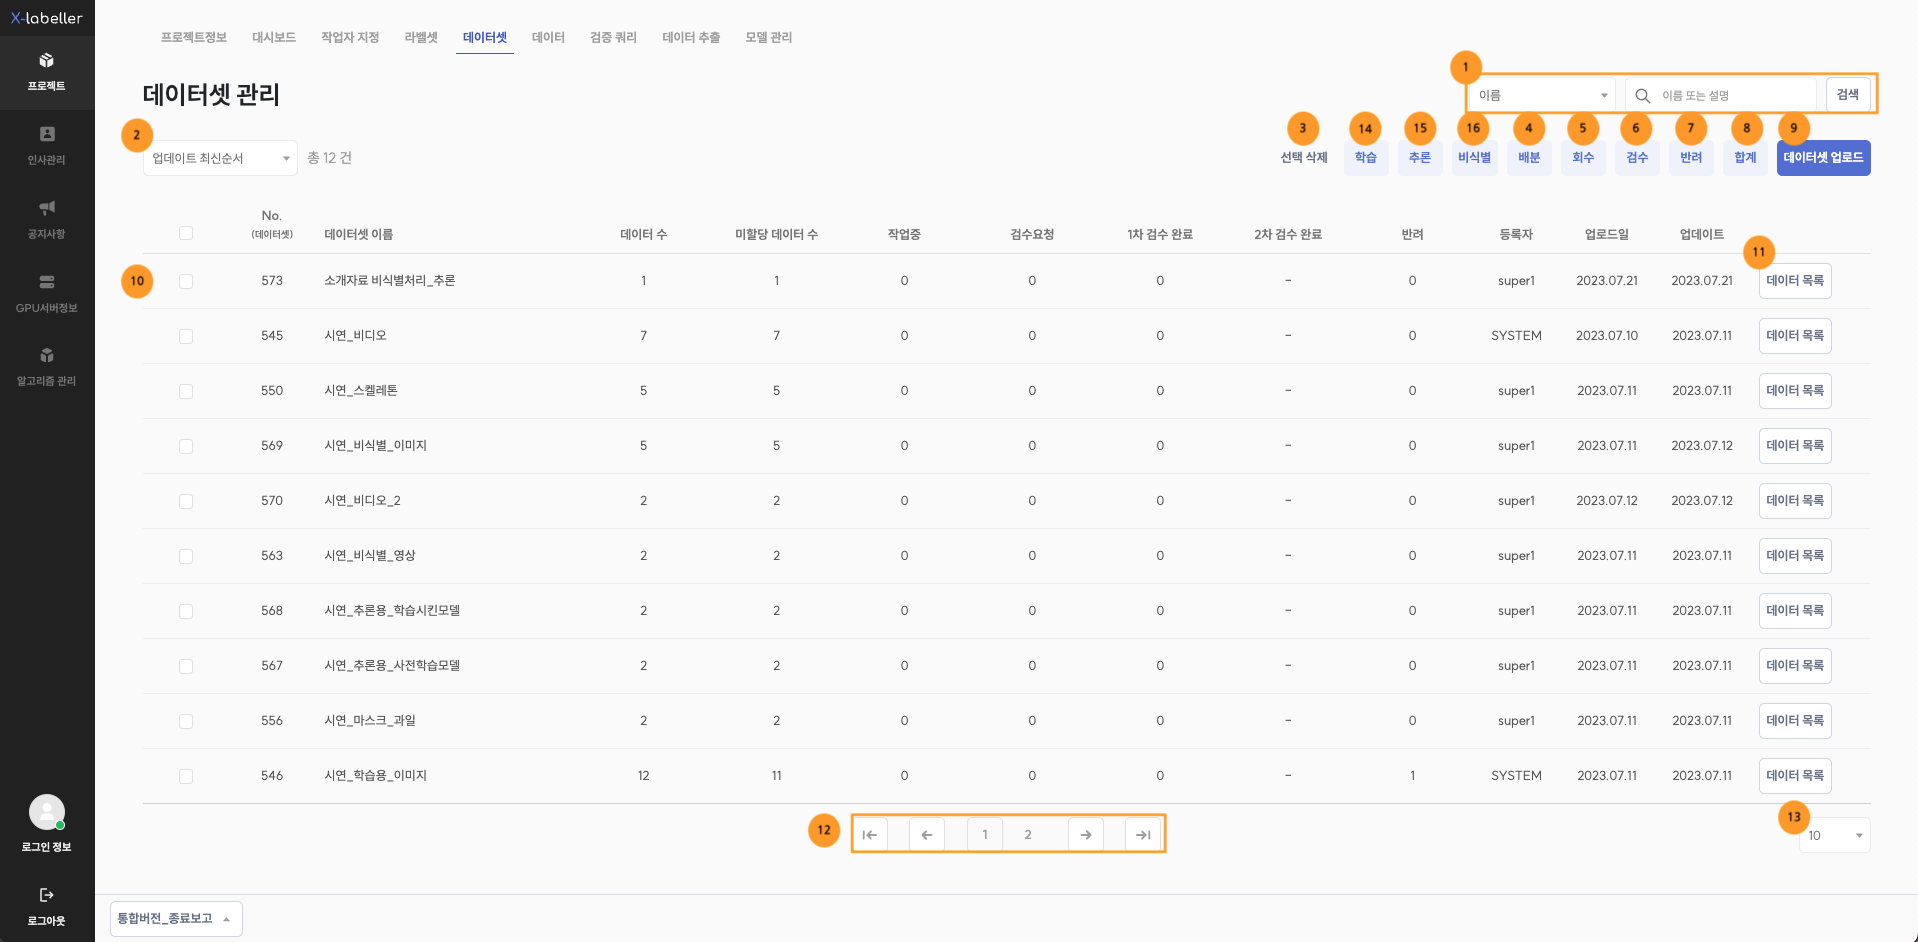 X-labeller
프로젝트
인사관리
공지사항
GPU서버정보
알고리즘 관리
로그인 정보
로그아웃
프로젝트정보 대시보드 작업자 지정 라벨셋 데이터셋 데이터 검증 쿼리 데이터 추출 모델 관리
데이터셋 관리
1
이름 이름 또는 설명 검색
2
업데이트 최신순서 총 12 건
3 14 15 16 4 5 6 7 8 9
선택 삭제 학습 추론 비식별 배분 회수 검수 반려 합계 데이터셋 업로드
No.
(데이터셋) 데이터셋 이름 데이터 수 미할당 데이터 수 작업중 검수요청 1차 검수 완료 2차 검수 완료 반려 등록자 업로드일 업데이트
11
10 573 소개자료 비식별처리_추론 1 1 0 0 0 - 0 super1 2023.07.21 2023.07.21 데이터 목록
545 시연_비디오 7 7 0 0 0 - 0 SYSTEM 2023.07.10 2023.07.11 데이터 목록
550 시연_스켈레톤 5 5 0 0 0 - 0 super1 2023.07.11 2023.07.11 데이터 목록
569 시연_비식별_이미지 5 5 0 0 0 - 0 super1 2023.07.11 2023.07.12 데이터 목록
570 시연_비디오_2 2 2 0 0 0 - 0 super1 2023.07.12 2023.07.12 데이터 목록
563 시연_비식별_영상 2 2 0 0 0 - 0 super1 2023.07.11 2023.07.11 데이터 목록
568 시연_추론용_학습시킨모델 2 2 0 0 0 - 0 super1 2023.07.11 2023.07.11 데이터 목록
567 시연_추론용_사전학습모델 2 2 0 0 0 - 0 super1 2023.07.11 2023.07.11 데이터 목록
556 시연_마스크_과일 2 2 0 0 0 - 0 super1 2023.07.11 2023.07.11 데이터 목록
546 시연_학습용_이미지 12 11 0 0 0 - 1 SYSTEM 2023.07.11 2023.07.11 데이터 목록
12 1 2
13
10
통합버전_종료보고